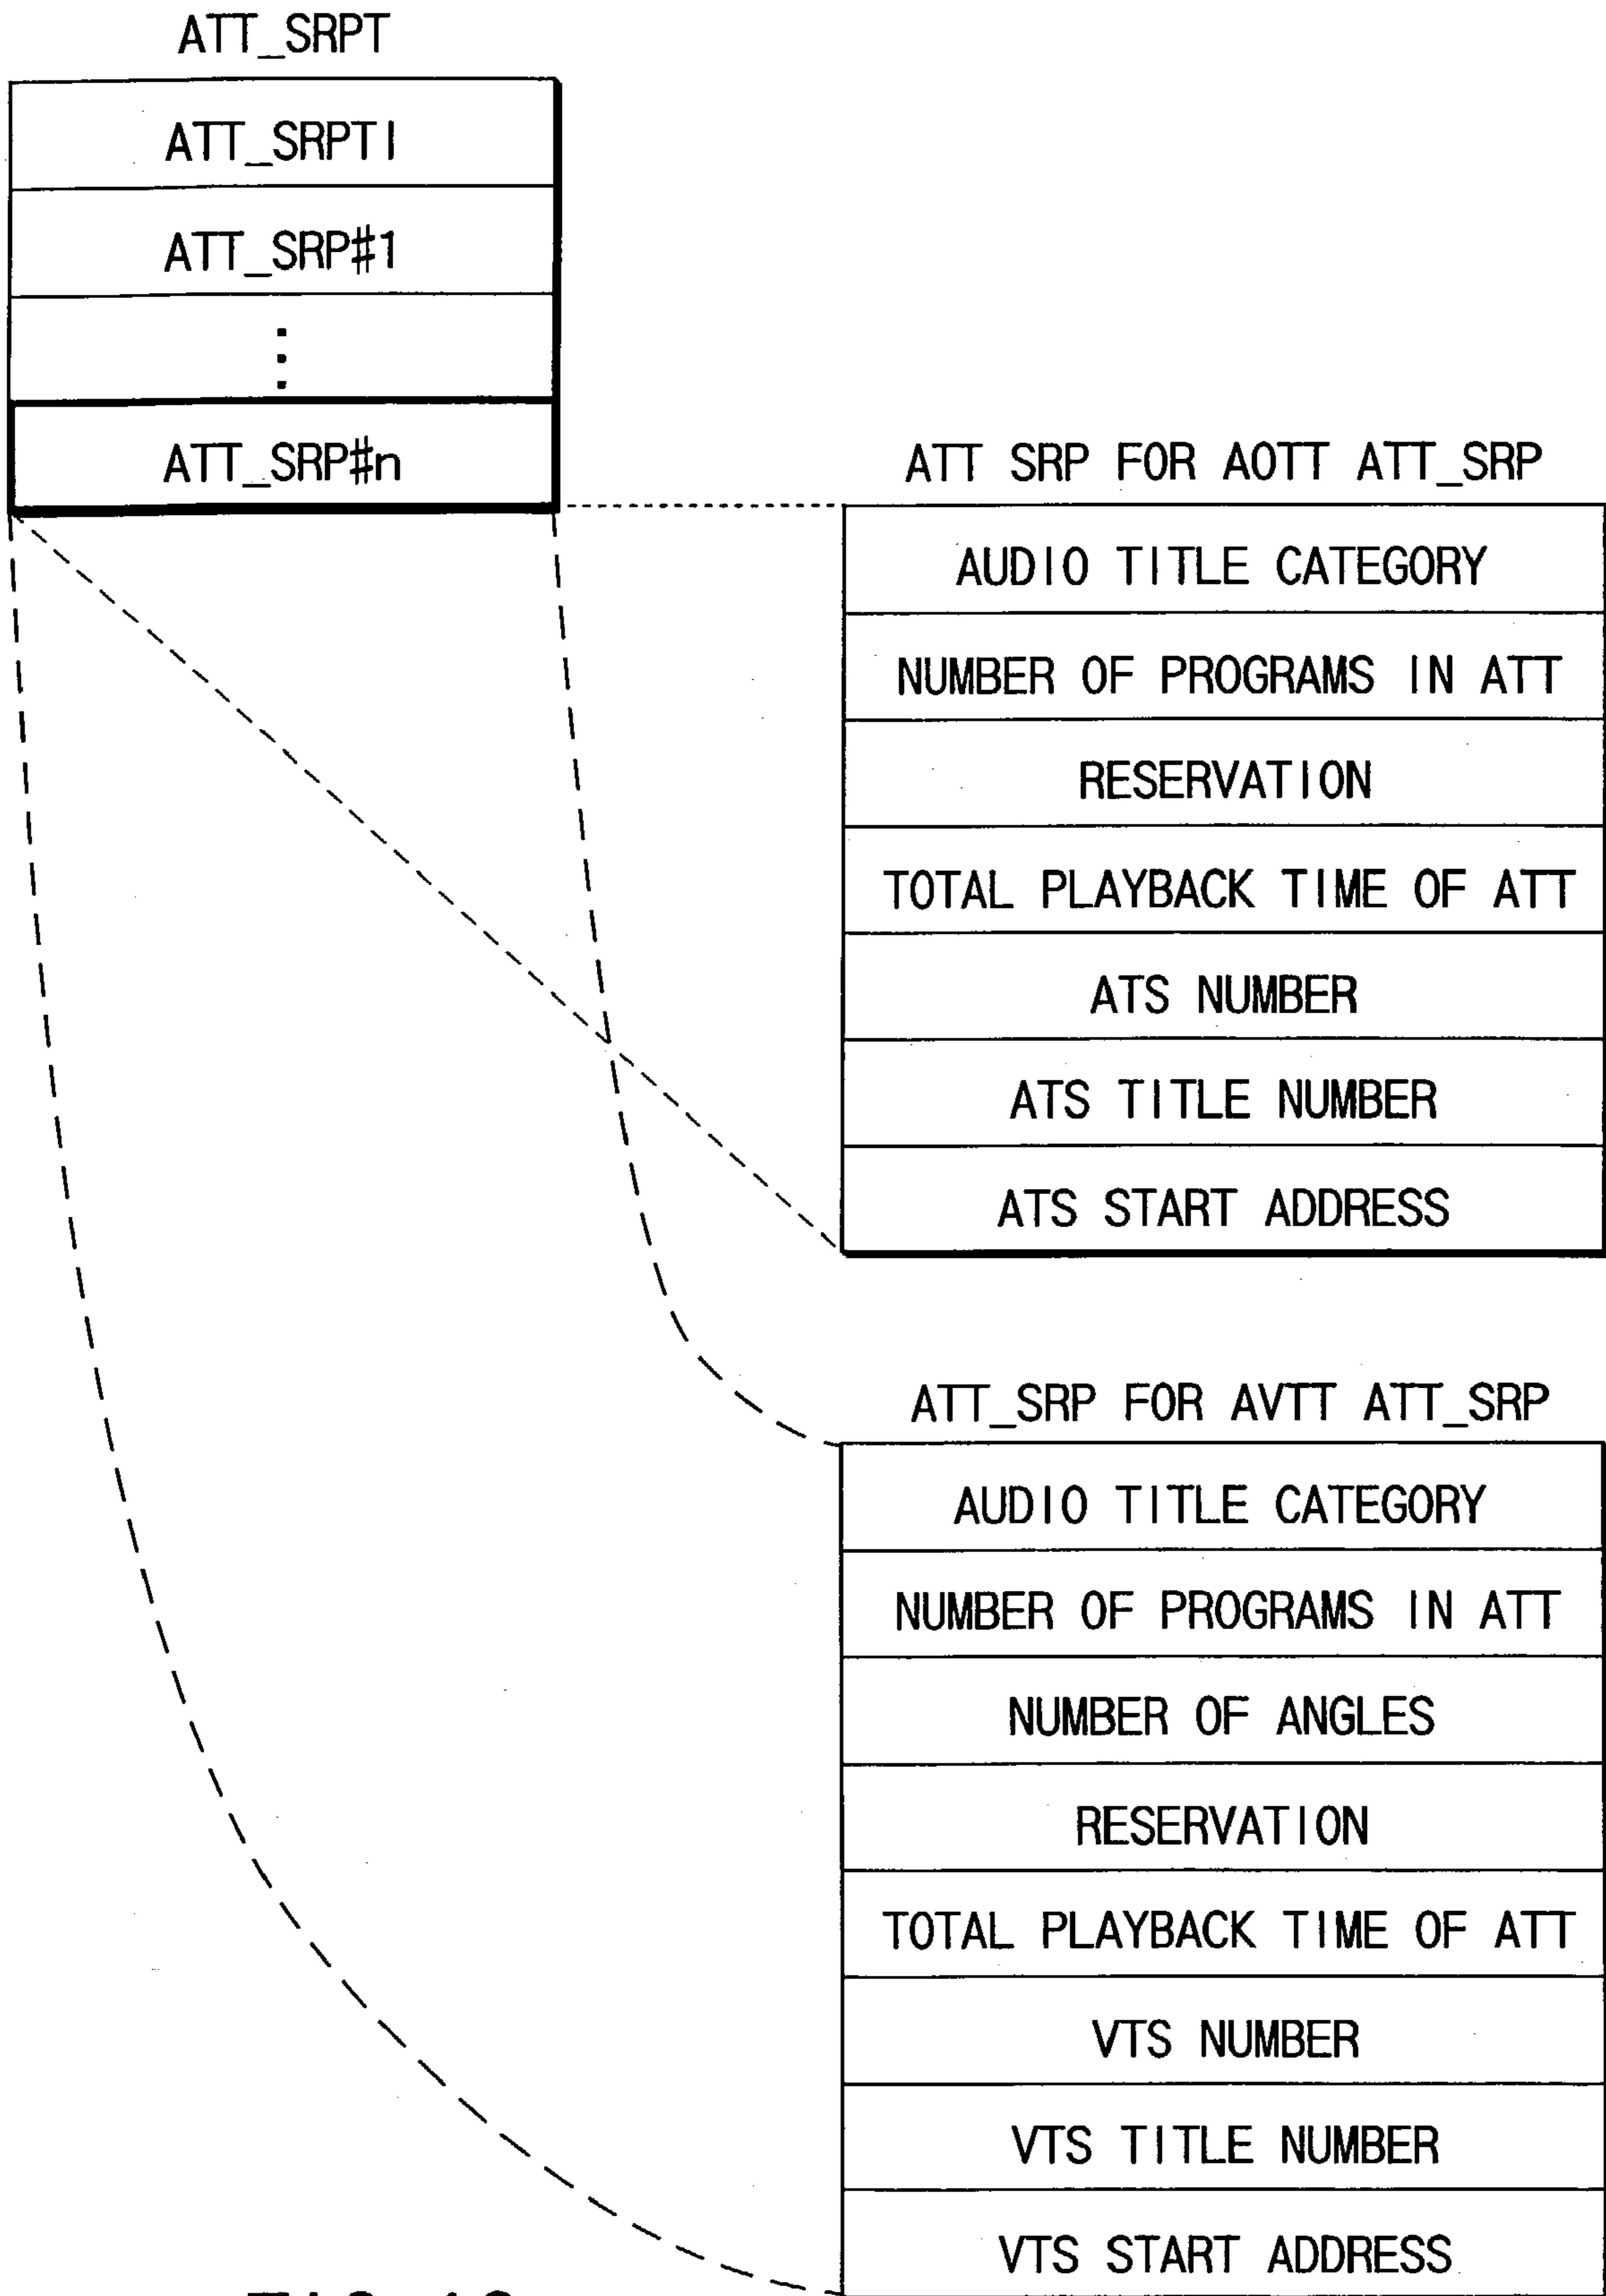 ATT_SRPT
ATT_SRPTI
ATT_SRP#1
⋮
ATT_SRP#n
ATT SRP FOR AOTT ATT_SRP
AUDIO TITLE CATEGORY
NUMBER OF PROGRAMS IN ATT
RESERVATION
TOTAL PLAYBACK TIME OF ATT
ATS NUMBER
ATS TITLE NUMBER
ATS START ADDRESS
ATT_SRP FOR AVTT ATT_SRP
AUDIO TITLE CATEGORY
NUMBER OF PROGRAMS IN ATT
NUMBER OF ANGLES
RESERVATION
TOTAL PLAYBACK TIME OF ATT
VTS NUMBER
VTS TITLE NUMBER
VTS START ADDRESS